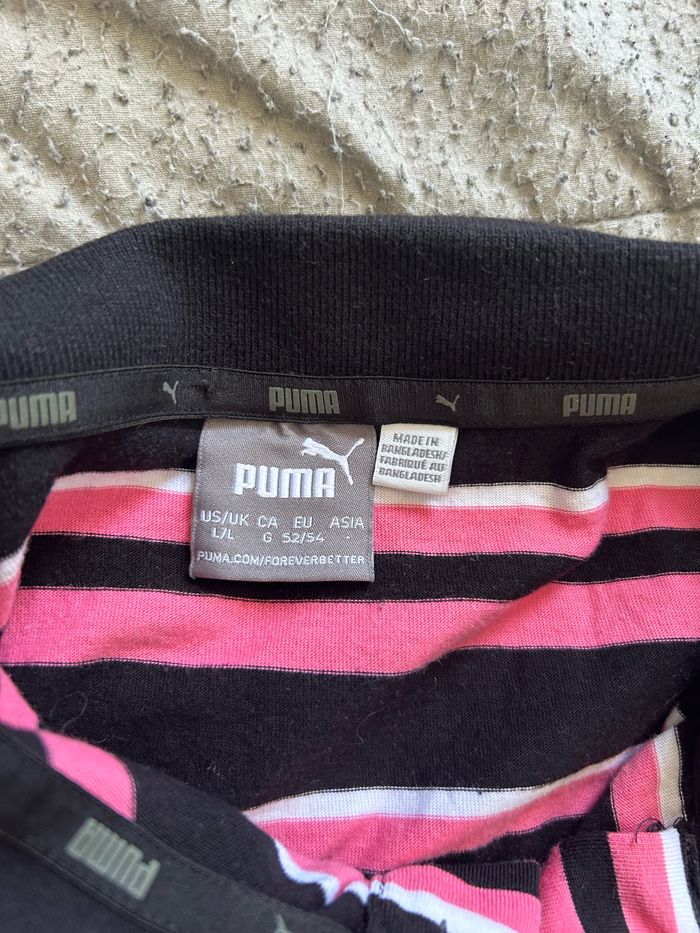 PUMA PUMA PUMA
PUMA
US/UK CA EU ASIA
L/L G 52/54 -
PUMA.COM/FOREVERBETTER
MADE IN
BANGLADESH/
FABRIQUÉ AU
BANGLADESH
PUMA